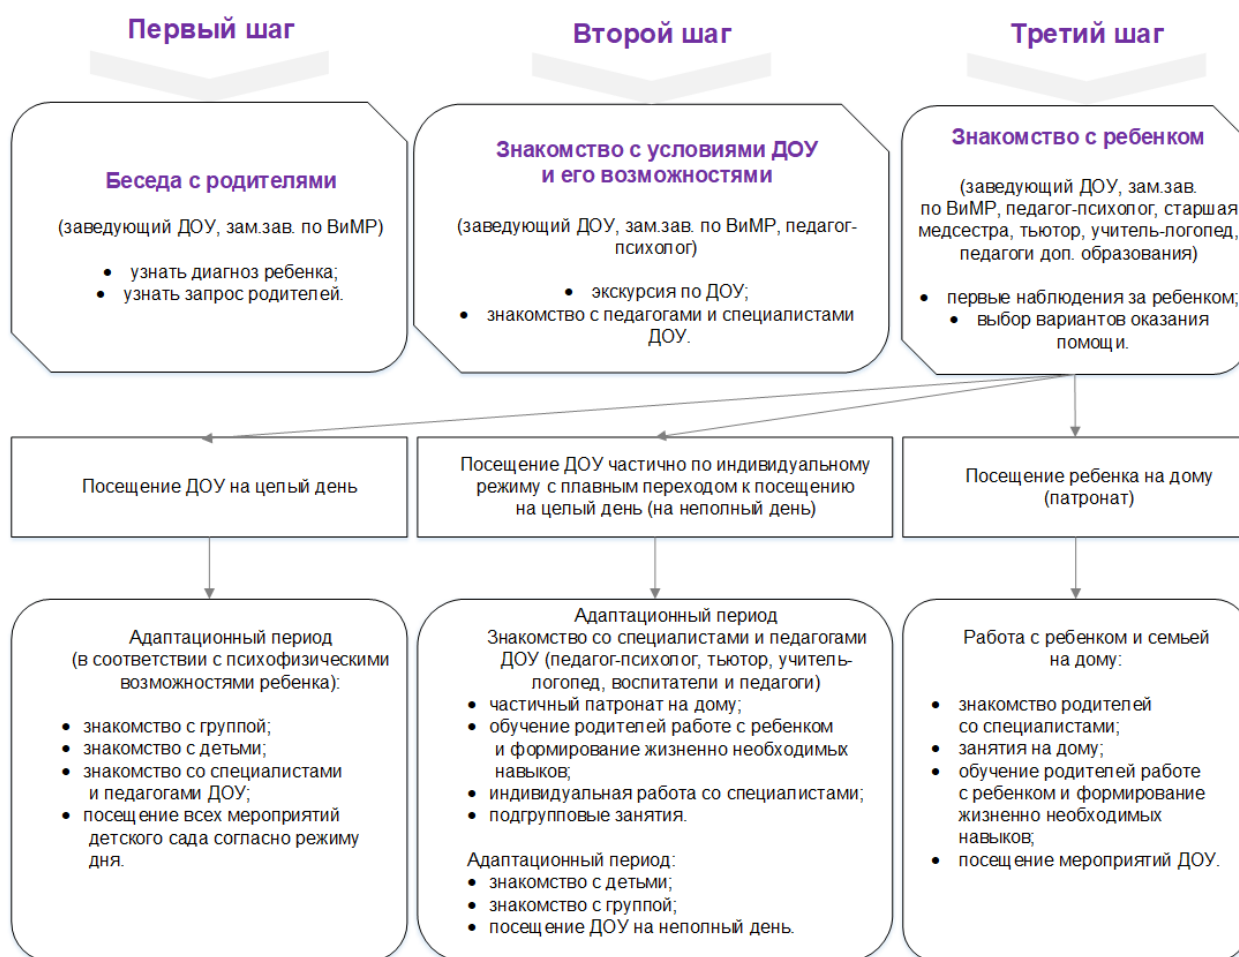 Первый шаг
Второй шаг
Третий шаг
Беседа с родителями
(заведующий ДОУ, зам.зав. по ВиМР)
• узнать диагноз ребенка;
• узнать запрос родителей.
Знакомство с условиями ДОУ
и его возможностями
(заведующий ДОУ, зам.зав. по ВиМР, педагог-
психолог)
• экскурсия по ДОУ;
• знакомство с педагогами и специалистами
ДОУ.
Знакомство с ребенком
(заведующий ДОУ, зам.зав.
по ВиМР, педагог-психолог, старшая
медсестра, тьютор, учитель-логопед,
педагоги доп. образования)
• первые наблюдения за ребенком;
• выбор вариантов оказания
помощи.
Посещение ДОУ на целый день
Посещение ДОУ частично по индивидуальному
режиму с плавным переходом к посещению
на целый день (на неполный день)
Посещение ребенка на дому
(патронат)
Адаптационный период
(в соответствии с психофизическими
возможностями ребенка):
• знакомство с группой;
• знакомство с детьми;
• знакомство со специалистами
и педагогами ДОУ;
• посещение всех мероприятий
детского сада согласно режиму
дня.
Адаптационный период
Знакомство со специалистами и педагогами
ДОУ (педагог-психолог, тьютор, учитель-
логопед, воспитатели и педагоги)
• частичный патронат на дому;
• обучение родителей работе с ребенком
и формирование жизненно необходимых
навыков;
• индивидуальная работа со специалистами;
• подгрупповые занятия.
Адаптационный период:
• знакомство с детьми;
• знакомство с группой;
• посещение ДОУ на неполный день.
Работа с ребенком и семьей
на дому:
• знакомство родителей
со специалистами;
• занятия на дому;
• обучение родителей работе
с ребенком и формирование
жизненно необходимых
навыков;
• посещение мероприятий ДОУ.